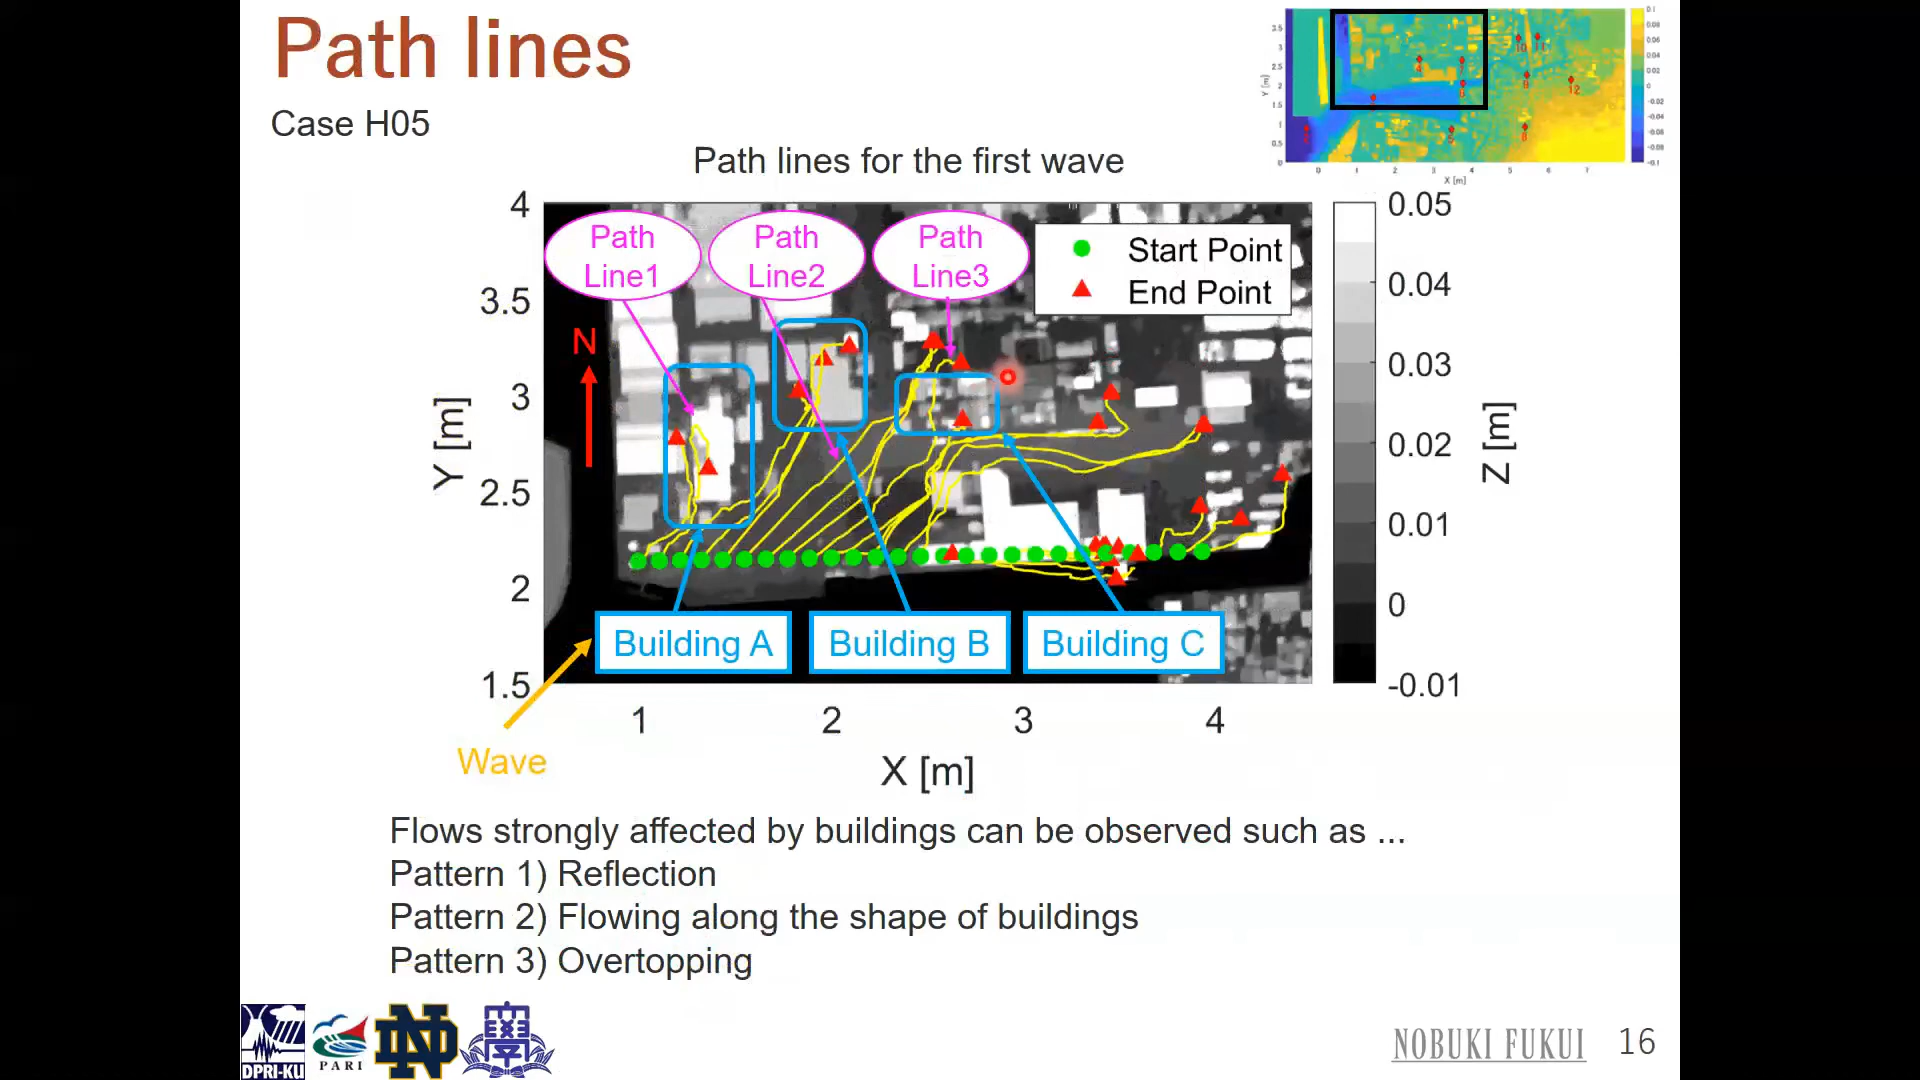 Path lines
Case H05
Path lines for the first wave
Path
Line1
Path
Line2
Path
Line3
Start Point
End Point
N
Building A
Building B
Building C
Wave
4
3.5
3
2.5
2
1.5
Y [m]
1
2
3
4
X [m]
0.05
0.04
0.03
0.02
0.01
0
-0.01
Z [m]
Flows strongly affected by buildings can be observed such as ...
Pattern 1) Reflection
Pattern 2) Flowing along the shape of buildings
Pattern 3) Overtopping
DPRI-KU
PARI
ND
NOBUKI FUKUI
16